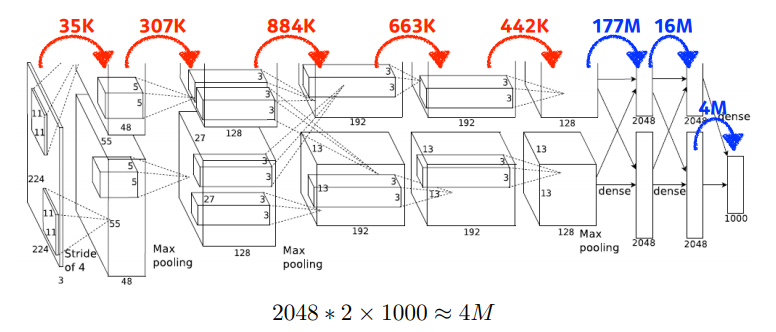 35K 307K 884K 663K 442K 177M 16M
4M
5 5 3 3 3 3 3 3
11 11 48 55 27 128 192 192 128 2048 2048 dense
5 5 3 3 13 3 3 13 3 3 13
224 55 27 3 3 13 13 dense dense
11 11 192 192 128 1000
224 Stride of 4 Max pooling 128 Max pooling Max pooling 2048 2048
3 48
2048 * 2 × 1000 ≈ 4M